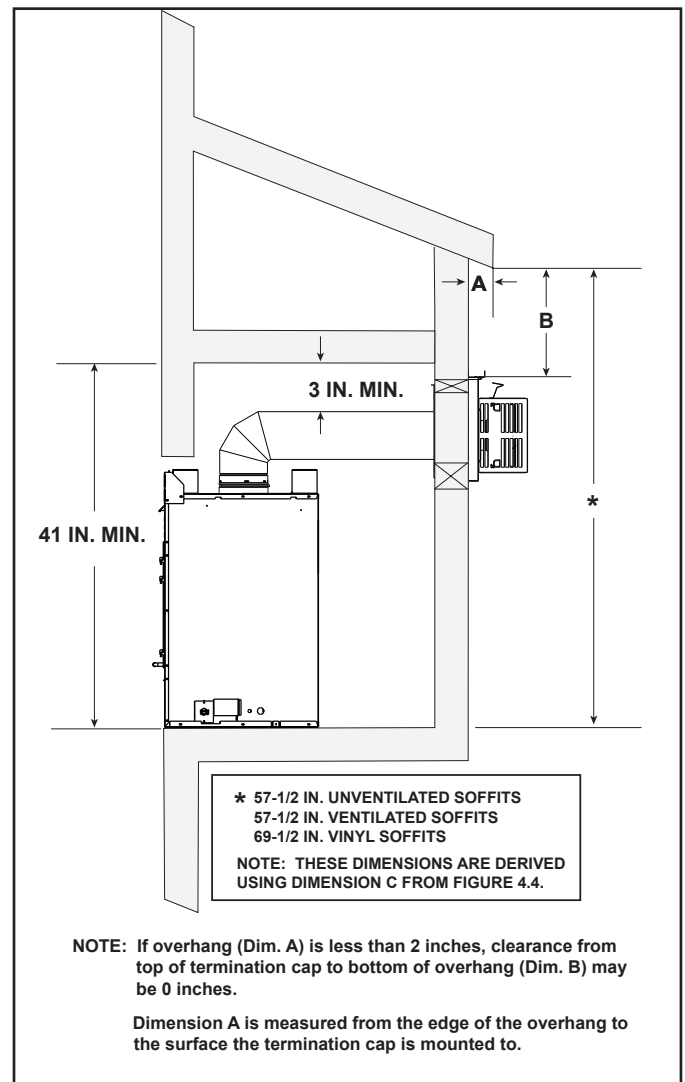 A
B
3 IN. MIN.
41 IN. MIN.
*
* 57-1/2 IN. UNVENTILATED SOFFITS
57-1/2 IN. VENTILATED SOFFITS
69-1/2 IN. VINYL SOFFITS
NOTE: THESE DIMENSIONS ARE DERIVED
USING DIMENSION C FROM FIGURE 4.4.
NOTE: If overhang (Dim. A) is less than 2 inches, clearance from
top of termination cap to bottom of overhang (Dim. B) may
be 0 inches.
Dimension A is measured from the edge of the overhang to
the surface the termination cap is mounted to.